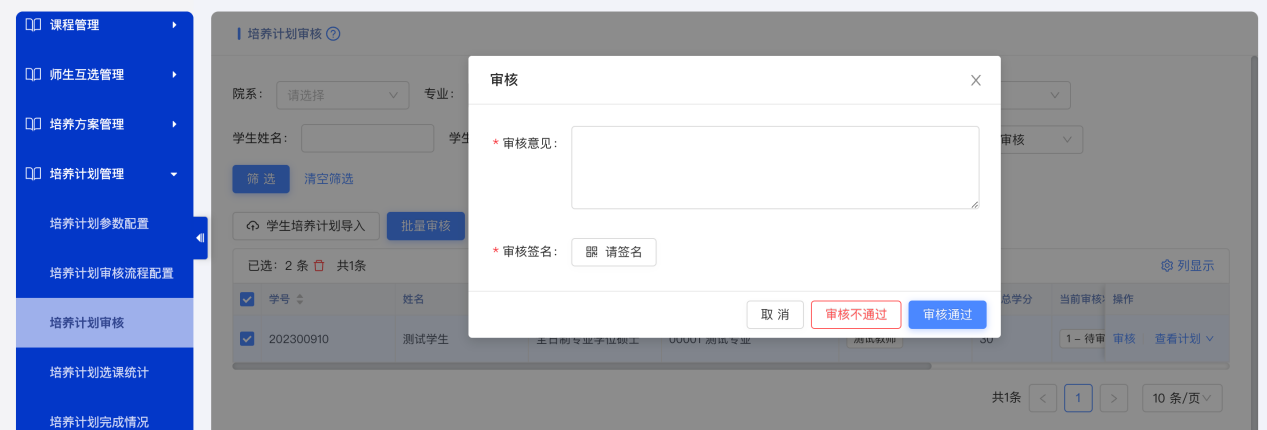 课程管理
师生互选管理
培养方案管理
培养计划管理
培养计划参数配置
培养计划审核流程配置
培养计划审核
培养计划选课统计
培养计划完成情况
培养计划审核
院系： 请选择 专业：
学生姓名： 学生 审核
筛 选 清空筛选
学生培养计划导入 批量审核
已选：2 条 共1条 列显示
学号 姓名 总学分 当前审核 操作
202300910 测试学生 全日制专业学位硕士 00001 测试专业 测试教师 30 1 - 待审 审核 查看计划
共1条 < 1 > 10 条/页
审核
* 审核意见：
* 审核签名： 请签名
取 消 审核不通过 审核通过